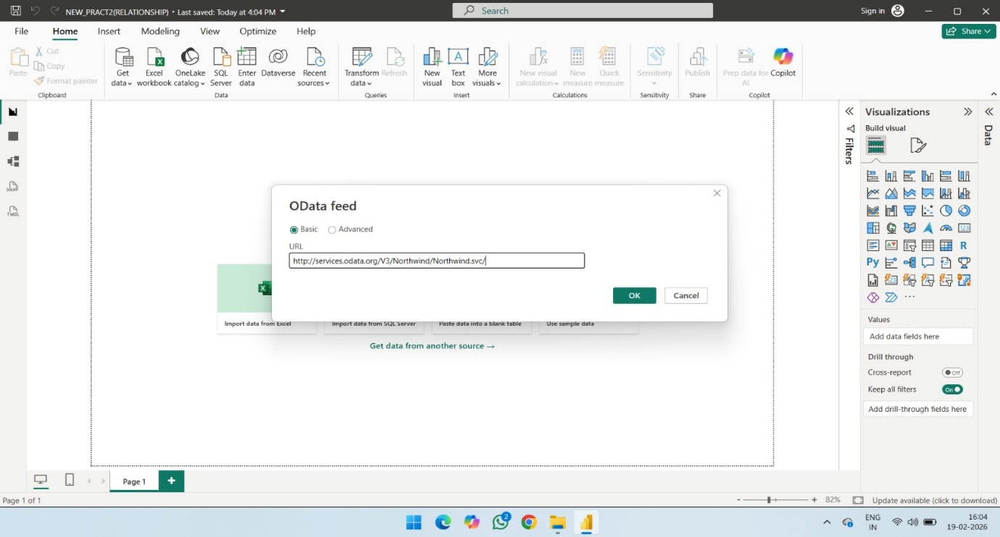 NEW_PRACT2(RELATIONSHIP) • Last saved: Today at 4:04 PM
Search
Sign in
File Home Insert Modeling View Optimize Help
Share
Paste
Cut
Copy
Format painter
Clipboard
Get data
Excel workbook
OneLake catalog
SQL Server
Enter data
Dataverse
Recent sources
Data
Transform data
Refresh
Queries
New visual
Text box
More visuals
Insert
New visual calculation
New measure
Quick measure
Calculations
Sensitivity
Sensitivity
Publish
Share
Prep data for AI
Copilot
Copilot
Filters
Visualizations
Data
Build visual
OData feed
Basic Advanced
URL
http://services.odata.org/V3/Northwind/Northwind.svc/
OK Cancel
Import data from Excel
Import data from SQL Server
Paste data into a blank table
Use sample data
Get data from another source →
R
Py
123
Values
Add data fields here
Drill through
Cross-report
Off
Keep all filters
On
Add drill-through fields here
Page 1
+
Page 1 of 1
- + 82%
Update available (click to download)
2
ENG
IN
16:04
19-02-2026